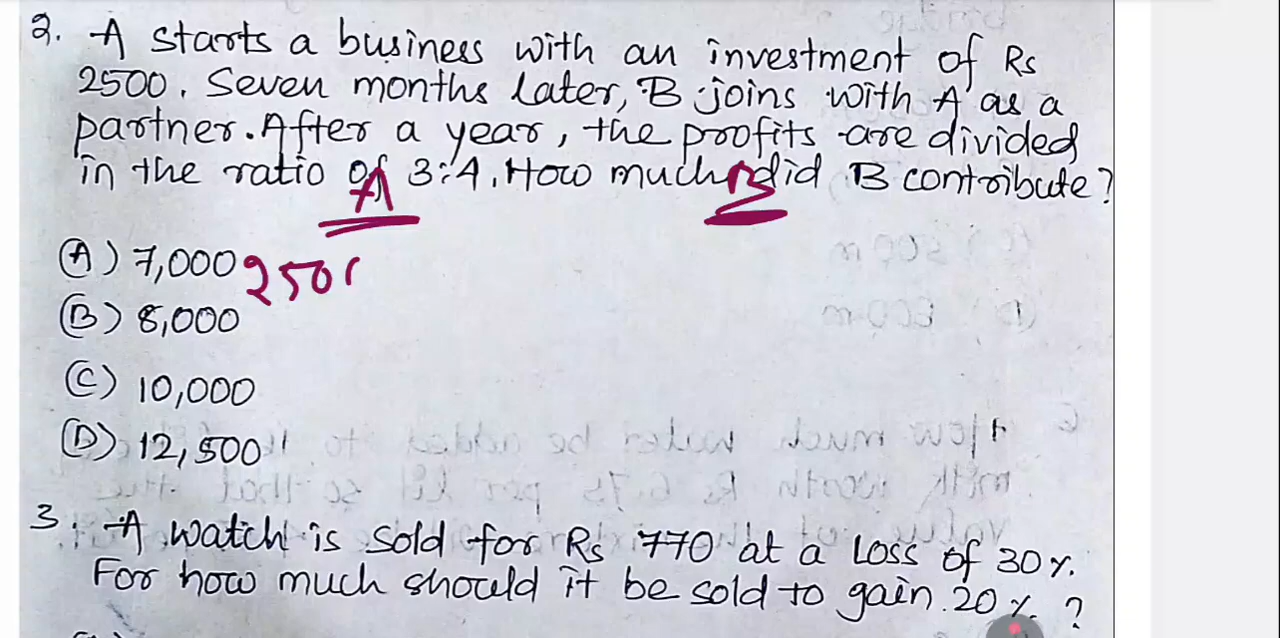 2. A starts a business with an investment of Rs
2500. Seven months later, B joins with A as a
partner. After a year, the profits are divided
in the ratio of 3:4. How much did B contribute?
A B
(A) 7,000 250
(B) 8,000
(C) 10,000
(D) 12,500
3. A watch is sold for Rs 770 at a loss of 30%.
For how much should it be sold to gain 20%?